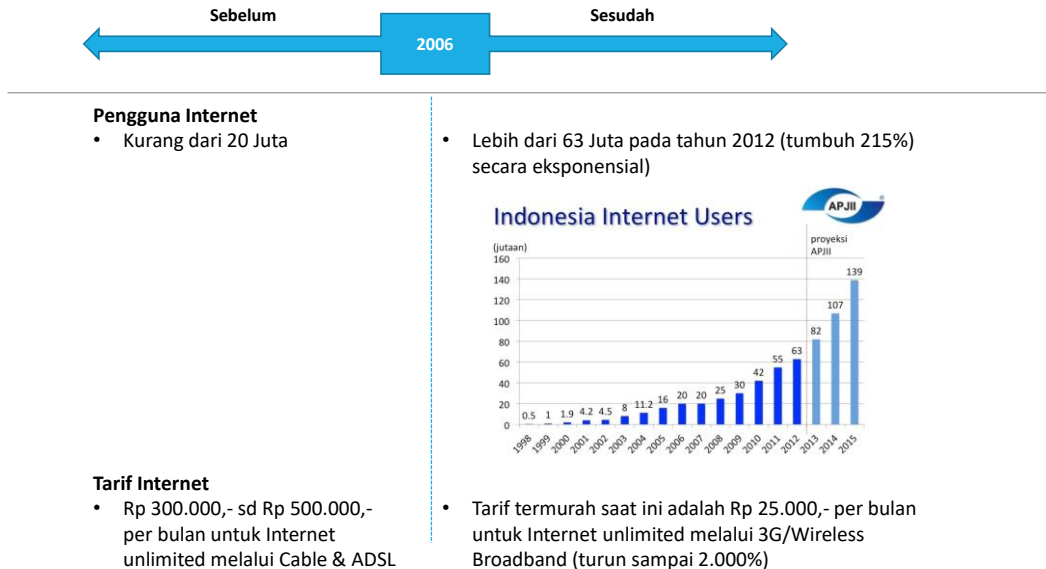 Sebelum
Sesudah
2006
Pengguna Internet
• Kurang dari 20 Juta
• Lebih dari 63 Juta pada tahun 2012 (tumbuh 215%)
secara eksponensial)
Indonesia Internet Users
APJII
®
(jutaan)
proyeksi
APJIII
160
140
120
100
80
60
40
20
0
0.5 1 1.9 4.2 4.5 8 11.2 16 20 20 25 30 42 55 63 82 107 139
1998 1999 2000 2001 2002 2003 2004 2005 2006 2007 2008 2009 2010 2011 2012 2013 2014 2015
Tarif Internet
• Rp 300.000,- sd Rp 500.000,-
per bulan untuk Internet
unlimited melalui Cable & ADSL
• Tarif termurah saat ini adalah Rp 25.000,- per bulan
untuk Internet unlimited melalui 3G/Wireless
Broadband (turun sampai 2.000%)